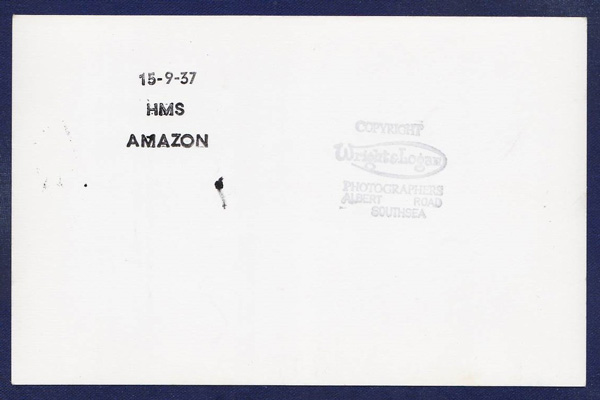 15-9-37
HMS
AMAZON
COPYRIGHT
Wright & Logan
PHOTOGRAPHERS
ALBERT ROAD
SOUTHSEA